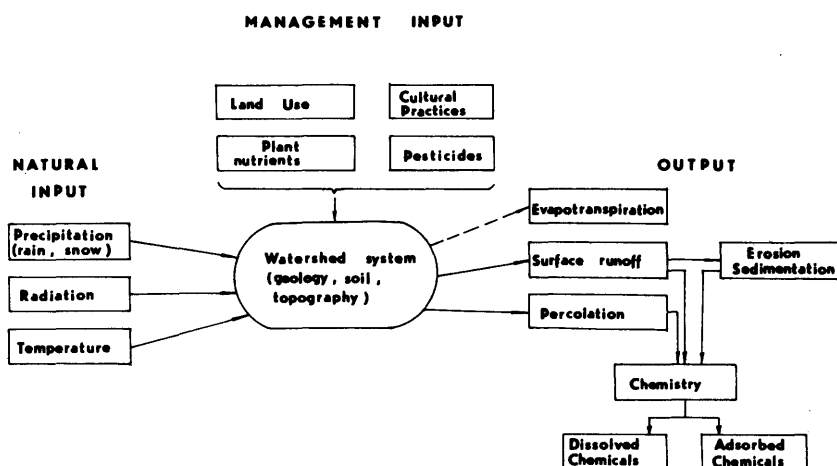 MANAGEMENT INPUT
Land Use
Cultural
Practices
Plant
nutrients
Pesticides
NATURAL
INPUT
OUTPUT
Precipitation
(rain, snow)
Radiation
Temperature
Watershed system
(geology, soil,
topography)
Evapotranspiration
Surface runoff
Erosion
Sedimentation
Percolation
Chemistry
Dissolved
Chemicals
Adsorbed
Chemicals